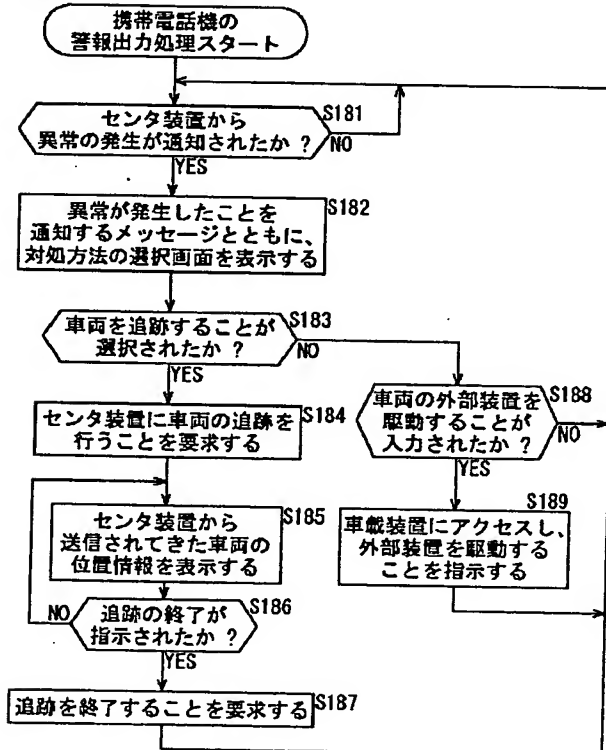 携帯電話機の
警報出力処理スタート
センタ装置から
異常の発生が通知されたか ?
S181
NO
YES
異常が発生したことを
通知するメッセージとともに、
対処方法の選択画面を表示する
S182
車両を追跡することが
選択されたか ?
S183
NO
YES
センタ装置に車両の追跡を
行うことを要求する
S184
車両の外部装置を
駆動することが
入力されたか ?
S188
NO
YES
センタ装置から
送信されてきた車両の
位置情報を表示する
S185
車載装置にアクセスし、
外部装置を駆動する
ことを指示する
S189
追跡の終了が
指示されたか ?
S186
NO
YES
追跡を終了することを要求する
S187